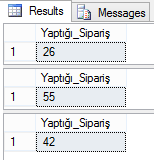 Results Messages
Yaptığı_Sipariş
1 26
Yaptığı_Sipariş
1 55
Yaptığı_Sipariş
1 42